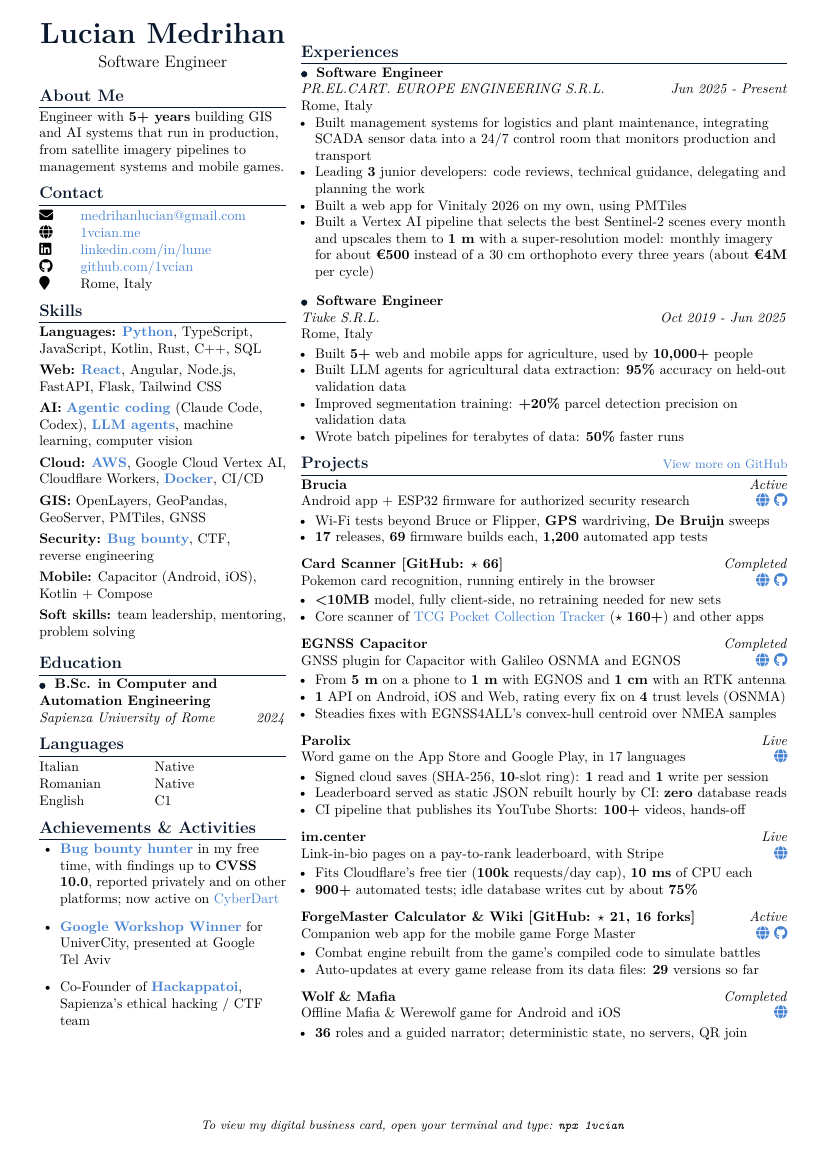 Lucian Medrihan
Software Engineer
About Me
Engineer with 5+ years building GIS
and AI systems that run in production,
from satellite imagery pipelines to
management systems and mobile games.
Contact
medrihanlucian@gmail.com
1vcian.me
linkedin.com/in/lume
github.com/1vcian
Rome, Italy
Skills
Languages: Python, TypeScript,
JavaScript, Kotlin, Rust, C++, SQL
Web: React, Angular, Node.js,
FastAPI, Flask, Tailwind CSS
AI: Agentic coding (Claude Code,
Codex), LLM agents, machine
learning, computer vision
Cloud: AWS, Google Cloud Vertex AI,
Cloudflare Workers, Docker, CI/CD
GIS: OpenLayers, GeoPandas,
GeoServer, PMTiles, GNSS
Security: Bug bounty, CTF,
reverse engineering
Mobile: Capacitor (Android, iOS),
Kotlin + Compose
Soft skills: team leadership, mentoring,
problem solving
Education
• B.Sc. in Computer and
Automation Engineering
Sapienza University of Rome 2024
Languages
Italian Native
Romanian Native
English C1
Achievements & Activities
• Bug bounty hunter in my free
time, with findings up to CVSS
10.0, reported privately and on other
platforms; now active on CyberDart
• Google Workshop Winner for
UniverCity, presented at Google
Tel Aviv
• Co-Founder of Hackappatoi,
Sapienza's ethical hacking / CTF
team
Experiences
• Software Engineer
PR.EL.CART. EUROPE ENGINEERING S.R.L. Jun 2025 - Present
Rome, Italy
• Built management systems for logistics and plant maintenance, integrating
SCADA sensor data into a 24/7 control room that monitors production and
transport
• Leading 3 junior developers: code reviews, technical guidance, delegating and
planning the work
• Built a web app for Vinitaly 2026 on my own, using PMTiles
• Built a Vertex AI pipeline that selects the best Sentinel-2 scenes every month
and upscales them to 1 m with a super-resolution model: monthly imagery
for about €500 instead of a 30 cm orthophoto every three years (about €4M
per cycle)
• Software Engineer
Tiuke S.R.L. Oct 2019 - Jun 2025
Rome, Italy
• Built 5+ web and mobile apps for agriculture, used by 10,000+ people
• Built LLM agents for agricultural data extraction: 95% accuracy on held-out
validation data
• Improved segmentation training: +20% parcel detection precision on
validation data
• Wrote batch pipelines for terabytes of data: 50% faster runs
Projects View more on GitHub
Brucia Active
Android app + ESP32 firmware for authorized security research
• Wi-Fi tests beyond Bruce or Flipper, GPS wardriving, De Bruijn sweeps
• 17 releases, 69 firmware builds each, 1,200 automated app tests
Card Scanner [GitHub: ⋆ 66] Completed
Pokemon card recognition, running entirely in the browser
• <10MB model, fully client-side, no retraining needed for new sets
• Core scanner of TCG Pocket Collection Tracker (⋆ 160+) and other apps
EGNSS Capacitor Completed
GNSS plugin for Capacitor with Galileo OSNMA and EGNOS
• From 5 m on a phone to 1 m with EGNOS and 1 cm with an RTK antenna
• 1 API on Android, iOS and Web, rating every fix on 4 trust levels (OSNMA)
• Steadies fixes with EGNSS4ALL's convex-hull centroid over NMEA samples
Parolix Live
Word game on the App Store and Google Play, in 17 languages
• Signed cloud saves (SHA-256, 10-slot ring): 1 read and 1 write per session
• Leaderboard served as static JSON rebuilt hourly by CI: zero database reads
• CI pipeline that publishes its YouTube Shorts: 100+ videos, hands-off
im.center Live
Link-in-bio pages on a pay-to-rank leaderboard, with Stripe
• Fits Cloudflare's free tier (100k requests/day cap), 10 ms of CPU each
• 900+ automated tests; idle database writes cut by about 75%
ForgeMaster Calculator & Wiki [GitHub: ⋆ 21, 16 forks] Active
Companion web app for the mobile game Forge Master
• Combat engine rebuilt from the game's compiled code to simulate battles
• Auto-updates at every game release from its data files: 29 versions so far
Wolf & Mafia Completed
Offline Mafia & Werewolf game for Android and iOS
• 36 roles and a guided narrator; deterministic state, no servers, QR join
To view my digital business card, open your terminal and type: npx 1vcian